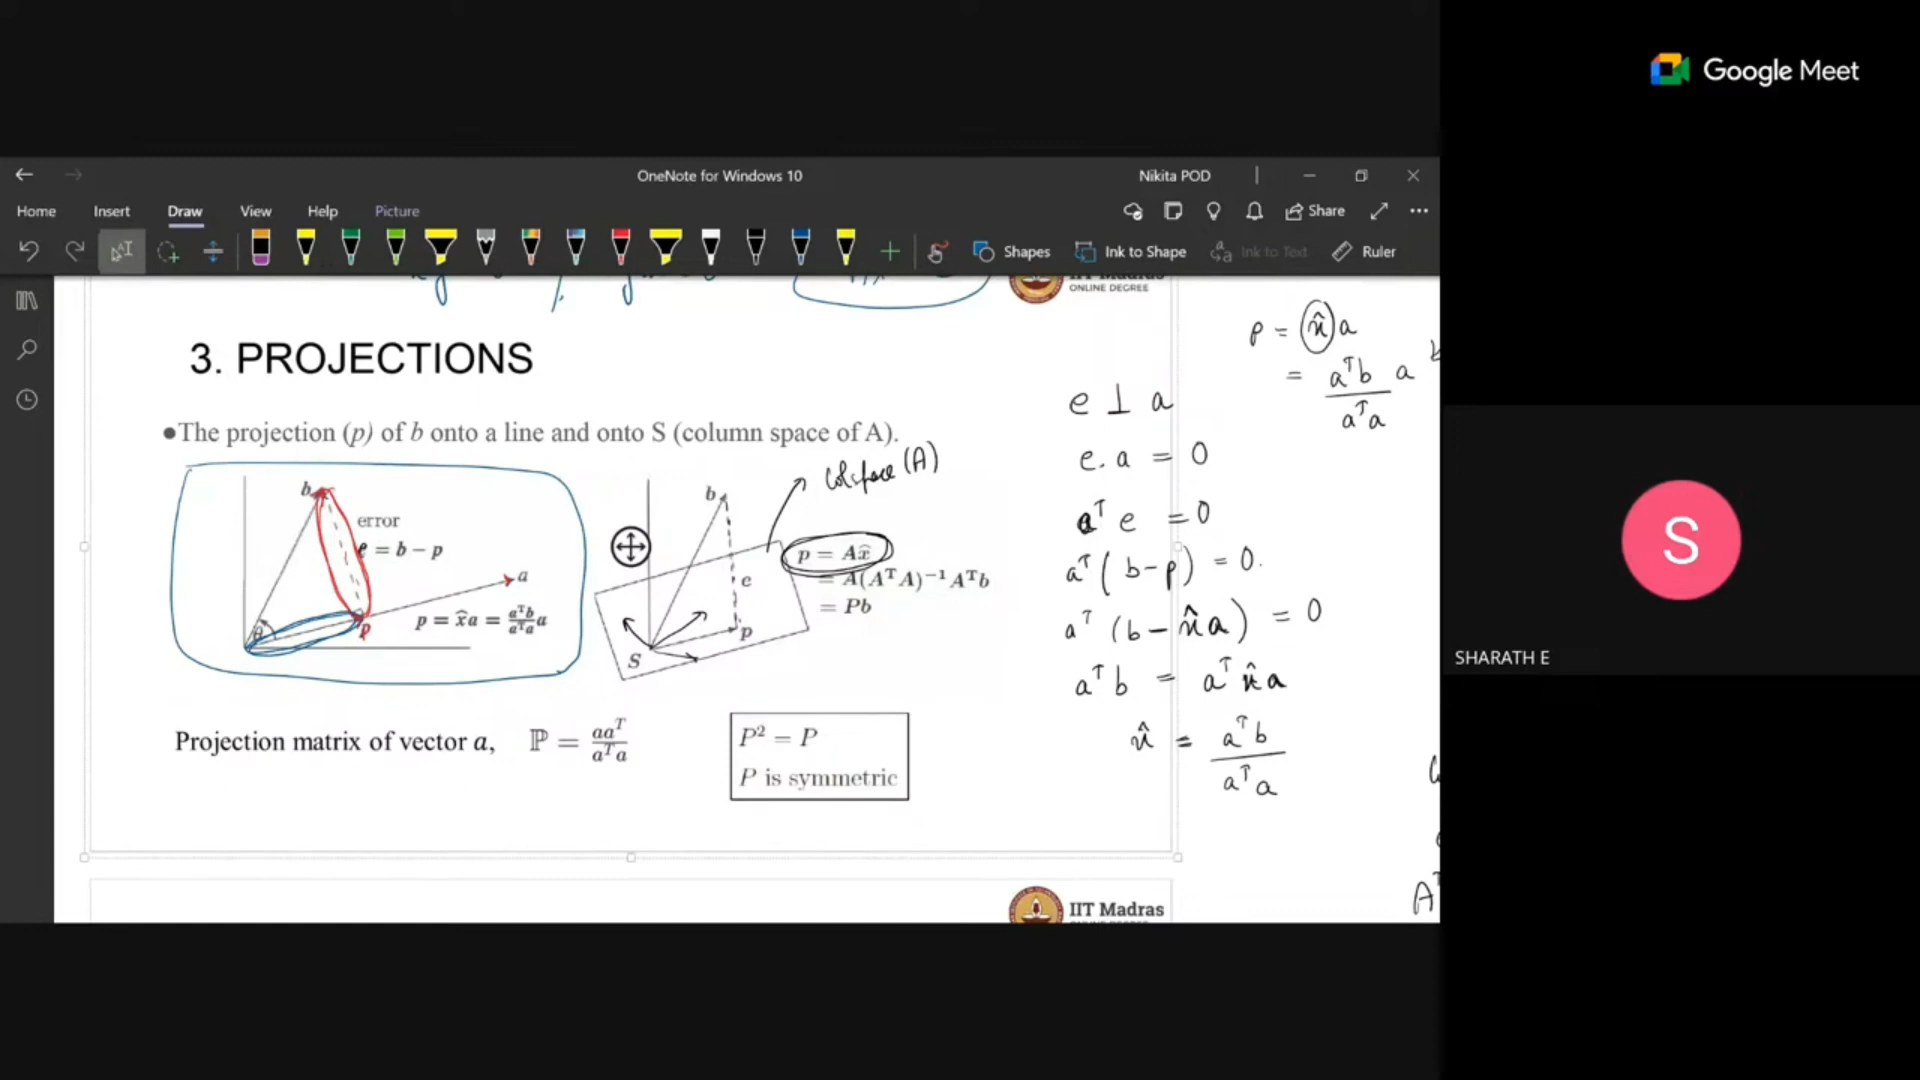 Google Meet
OneNote for Windows 10
Nikita POD
Home Insert Draw View Help Picture
Share
Shapes Ink to Shape Ink to Text Ruler
ONLINE DEGREE
3. PROJECTIONS
●The projection (p) of b onto a line and onto S (column space of A).
b
error
e = b − p
a
θ
p
p = x̂a = aᵀb/aᵀa a
b
e
p
S
colspace (A)
p = Ax̂
= A(AᵀA)⁻¹Aᵀb
= Pb
Projection matrix of vector a, ℙ = aaᵀ/aᵀa
P² = P
P is symmetric
p = x̂ a
= aᵀb/aᵀa a
e ⊥ a
e. a = 0
aᵀ e = 0
aᵀ ( b-p) = 0.
aᵀ (b - x̂a) = 0
aᵀ b = aᵀ x̂a
x̂ = aᵀb/aᵀa
Aᵀ
IIT Madras
S
SHARATH E